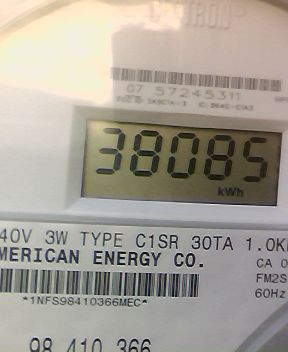 TRON
07 57245311
38085
kWh
40V 3W TYPE C1SR 30TA 1.0K
MERICAN ENERGY CO.
CA 0
FM2S
*1NFS98410366MEC*
60Hz
98 410 366